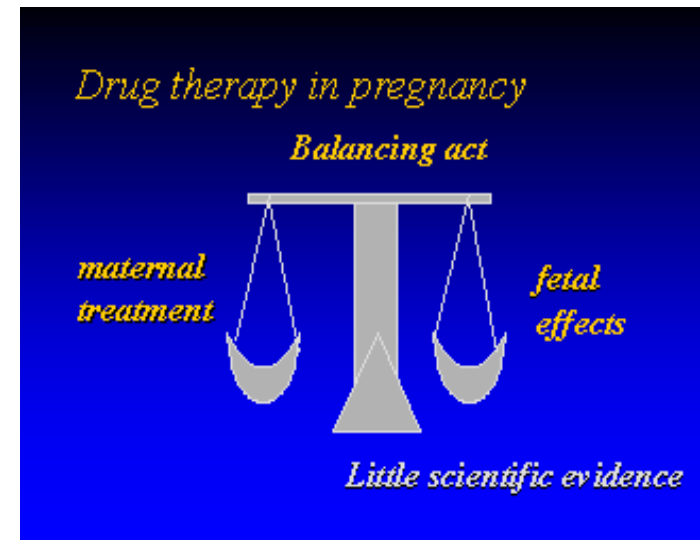 Drug therapy in pregnancy
Balancing act
maternal
treatment
fetal
effects
Little scientific evidence